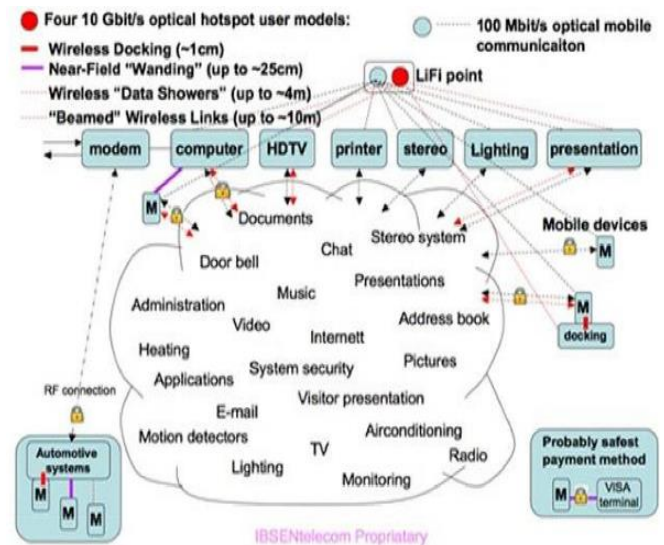 Four 10 Gbit/s optical hotspot user models:
100 Mbit/s optical mobile
communicaiton
Wireless Docking (~1cm)
Near-Field "Wanding" (up to ~25cm)
Wireless "Data Showers" (up to ~4m)
"Beamed" Wireless Links (up to ~10m)
LiFi point
modem
computer
HDTV
printer
stereo
Lighting
presentation
M
Documents
Chat
Stereo system
Mobile devices
M
Door bell
Music
Presentations
Administration
Video
Internett
Address book
M
docking
Heating
System security
Pictures
Applications
RF connection
E-mail
Visitor presentation
Motion detectors
TV
Airconditioning
Radio
Lighting
Monitoring
Automotive
systems
M
M
M
Probably safest
payment method
M
VISA
terminal
IBSENtelecom Propriatary